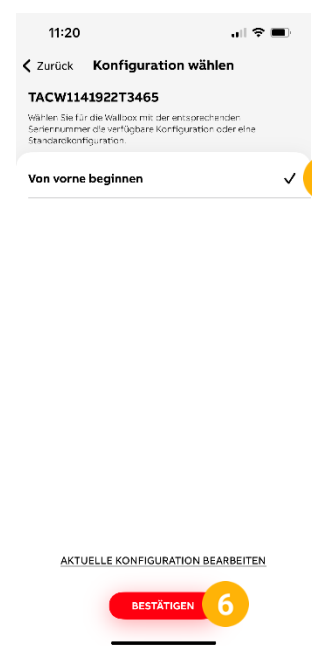 11:20
Zurück Konfiguration wählen
TACW1141922T3465
Wählen Sie für die Wallbox mit der entsprechenden
Seriennummer die verfügbare Konfiguration oder eine
Standardkonfiguration.
Von vorne beginnen
AKTUELLE KONFIGURATION BEARBEITEN
BESTÄTIGEN 6